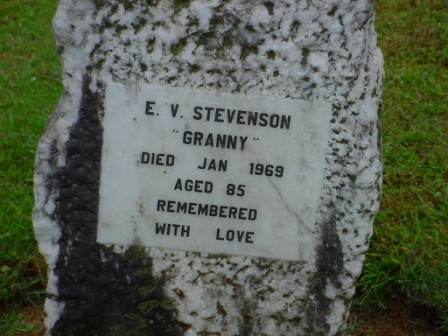 E. V. STEVENSON
"GRANNY"
DIED JAN 1969
AGED 85
REMEMBERED
WITH LOVE